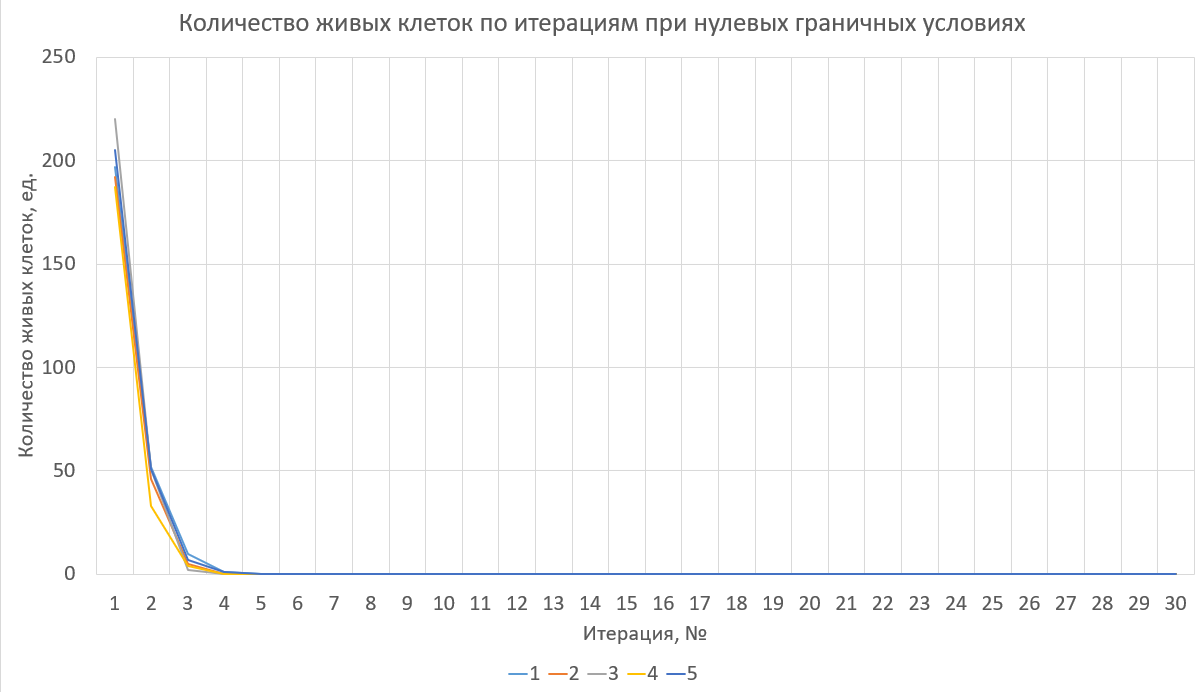 Количество живых клеток по итерациям при нулевых граничных условиях
250
200
150
100
50
0
Количество живых клеток, ед.
1 2 3 4 5 6 7 8 9 10 11 12 13 14 15 16 17 18 19 20 21 22 23 24 25 26 27 28 29 30
Итерация, №
1 2 3 4 5